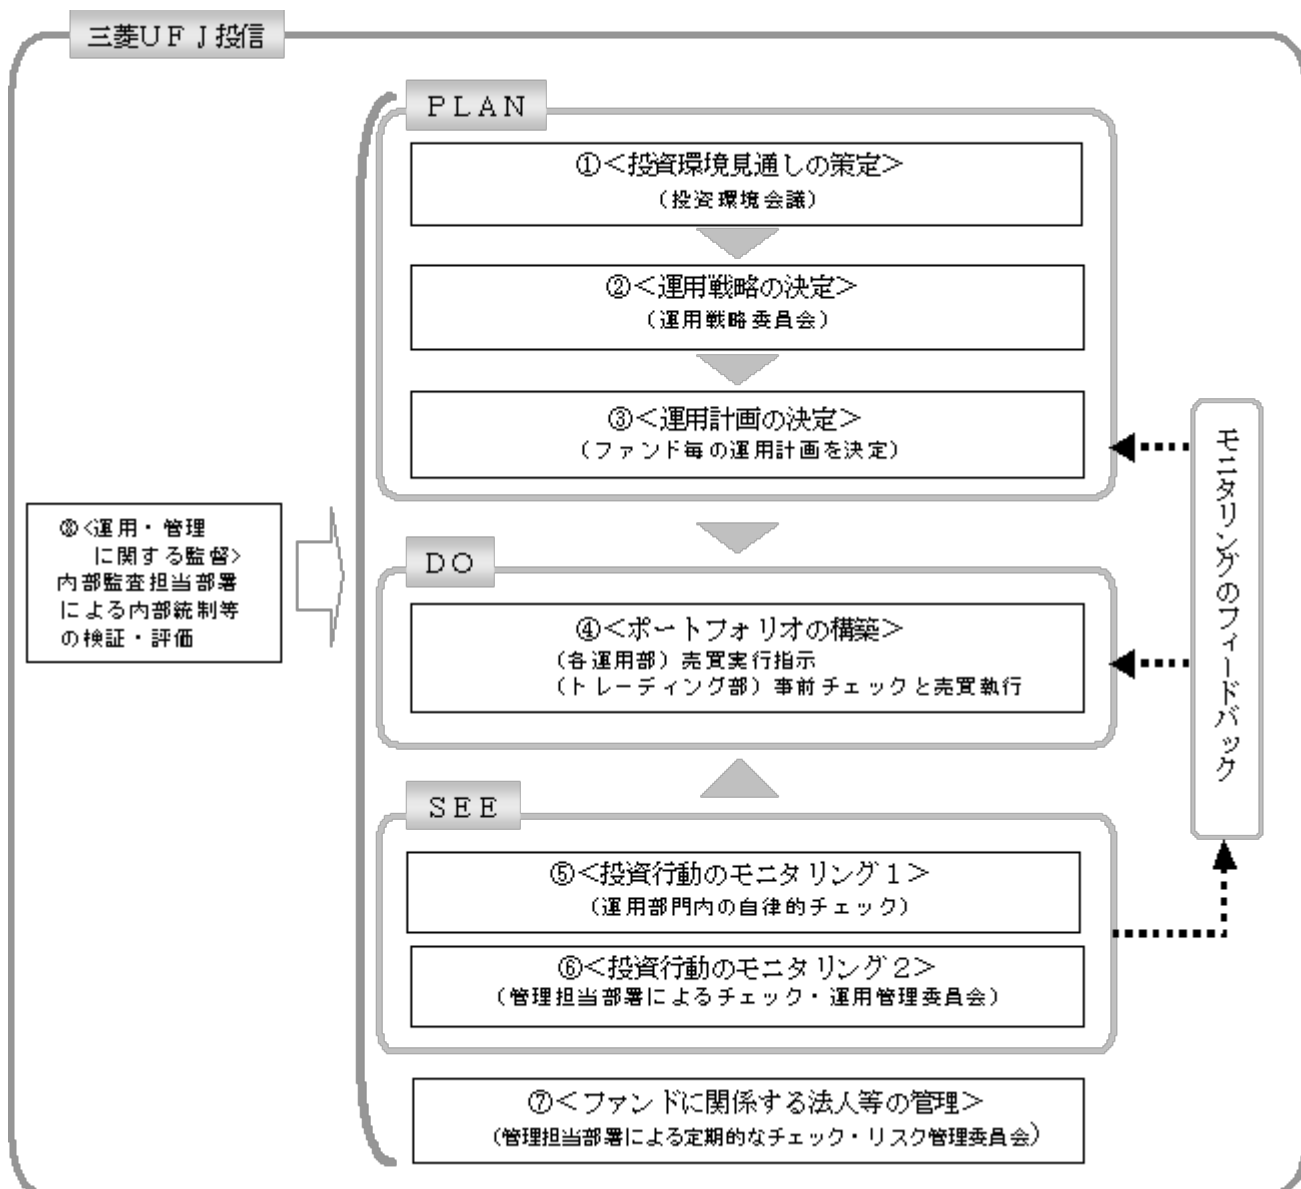 三菱UFJ投信
PLAN
①<投資環境見通しの策定>
(投資環境会議)
②<運用戦略の決定>
(運用戦略委員会)
③<運用計画の決定>
(ファンド毎の運用計画を決定)
⑧<運用・管理
に関する監督>
内部監査担当部署
による内部統制等
の検証・評価
DO
④<ポートフォリオの構築>
(各運用部)売買実行指示
(トレーディング部)事前チェックと売買執行
モニタリングのフィードバック
SEE
⑤<投資行動のモニタリング1>
(運用部門内の自律的チェック)
⑥<投資行動のモニタリング2>
(管理担当部署によるチェック・運用管理委員会)
⑦<ファンドに関係する法人等の管理>
(管理担当部署による定期的なチェック・リスク管理委員会)